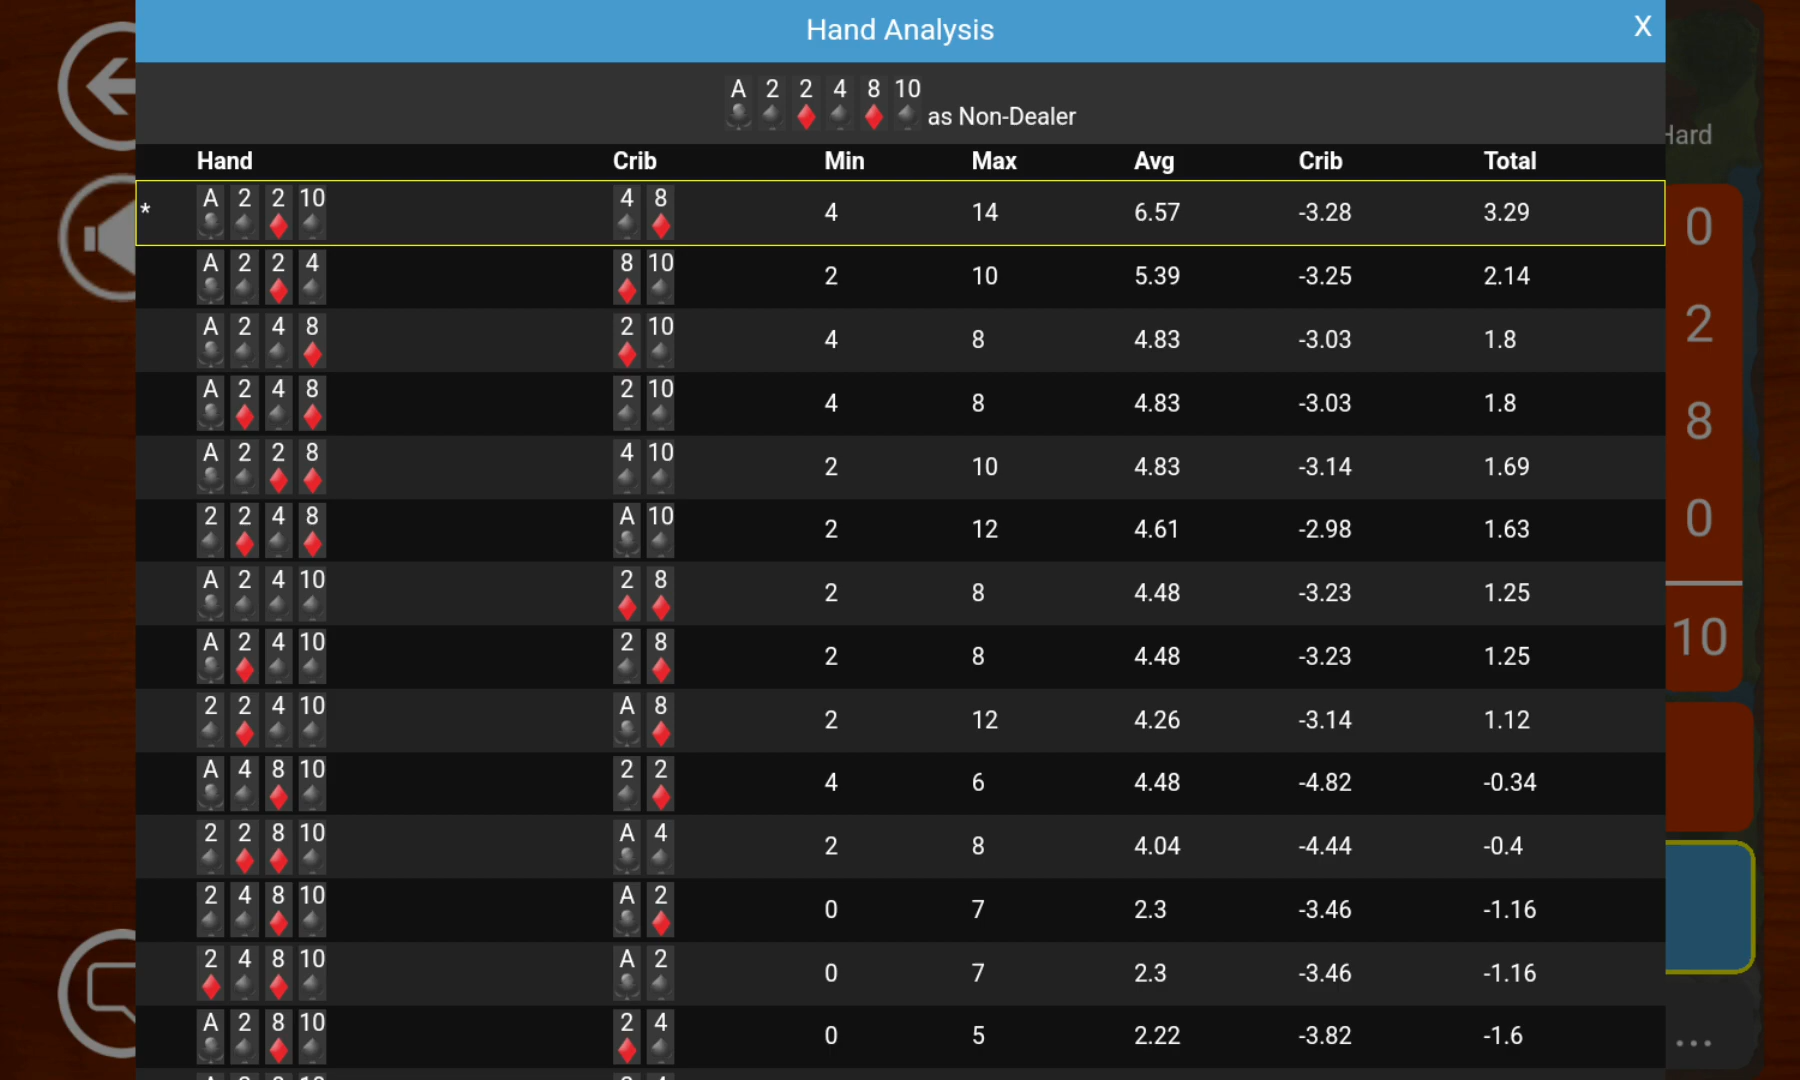 Hand Analysis X
A 2 2 4 8 10 as Non-Dealer
Hard
Hand Crib Min Max Avg Crib Total
* A 2 2 10 4 8 4 14 6.57 -3.28 3.29
A 2 2 4 8 10 2 10 5.39 -3.25 2.14
A 2 4 8 2 10 4 8 4.83 -3.03 1.8
A 2 4 8 2 10 4 8 4.83 -3.03 1.8
A 2 2 8 4 10 2 10 4.83 -3.14 1.69
2 2 4 8 A 10 2 12 4.61 -2.98 1.63
A 2 4 10 2 8 2 8 4.48 -3.23 1.25
A 2 4 10 2 8 2 8 4.48 -3.23 1.25
2 2 4 10 A 8 2 12 4.26 -3.14 1.12
A 4 8 10 2 2 4 6 4.48 -4.82 -0.34
2 2 8 10 A 4 2 8 4.04 -4.44 -0.4
2 4 8 10 A 2 0 7 2.3 -3.46 -1.16
2 4 8 10 A 2 0 7 2.3 -3.46 -1.16
A 2 8 10 2 4 0 5 2.22 -3.82 -1.6
0
2
8
0
10
...